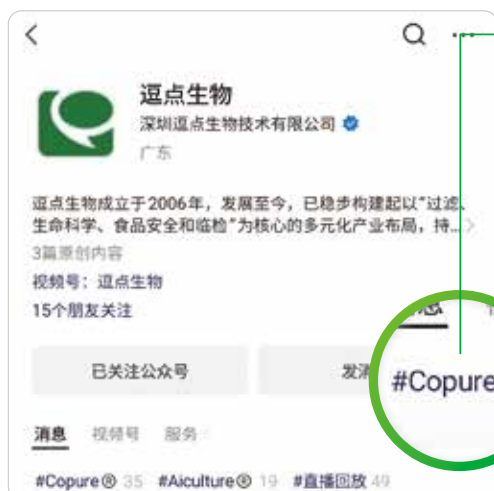 逗点生物
深圳逗点生物技术有限公司
广东
逗点生物成立于2006年，发展至今，已稳步构建起以“过滤、
生命科学、食品安全和临检”为核心的多元化产业布局，持...
3篇原创内容
视频号：逗点生物
15个朋友关注
已关注公众号
发消
#Copure
消息 视频号 服务
#Copure® 35 #Aiculture® 19 #直播回放 49